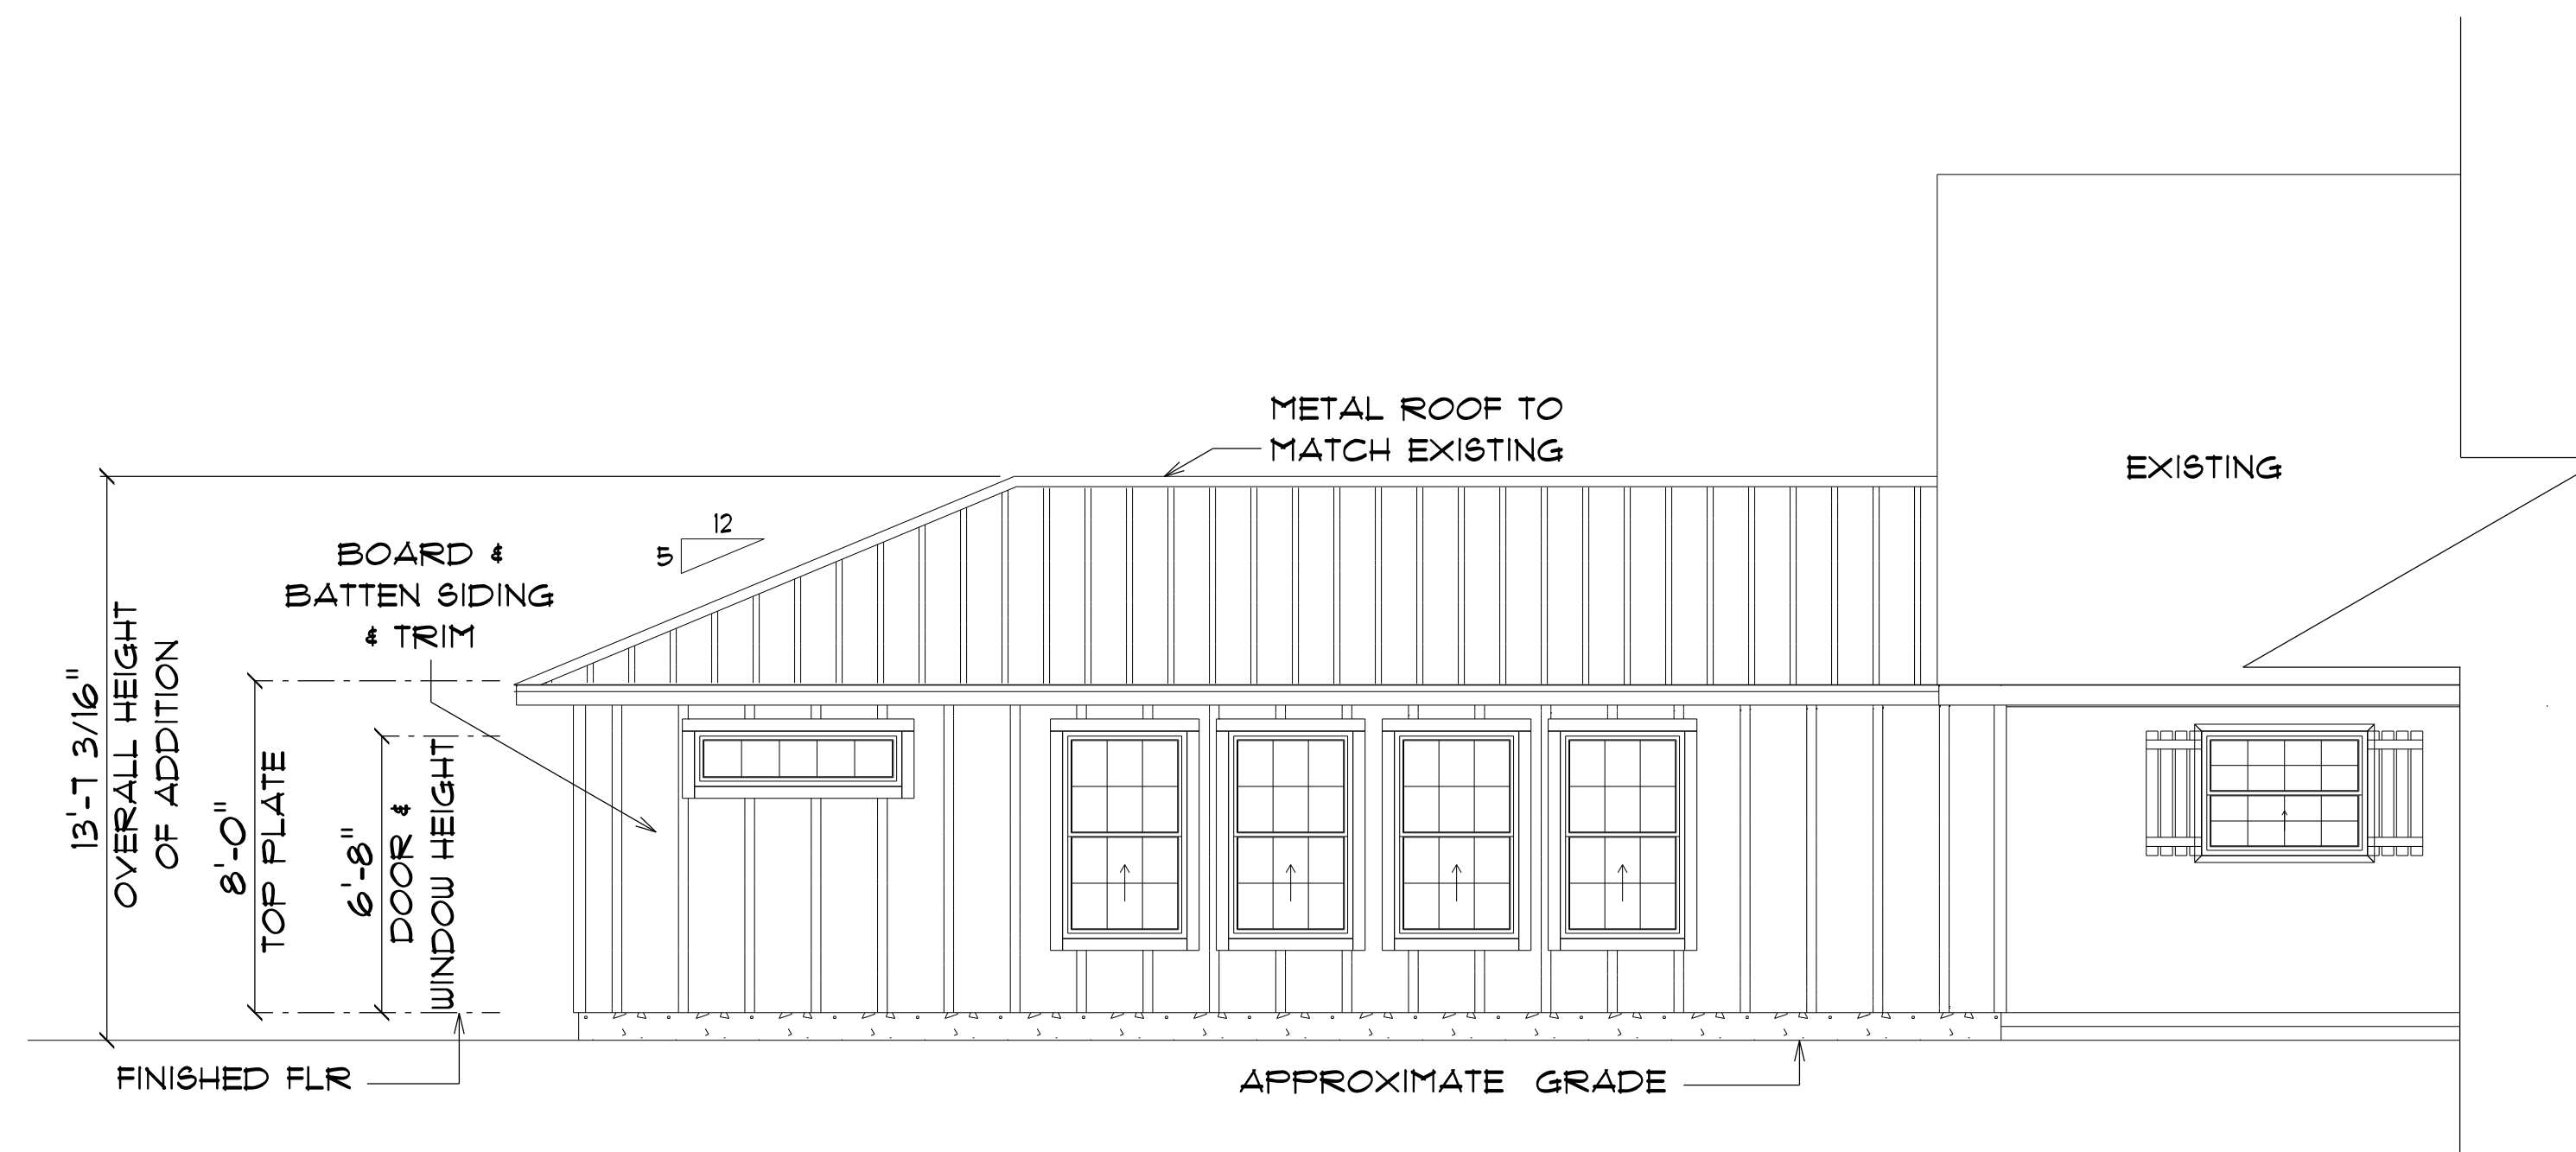 METAL ROOF TO
MATCH EXISTING
EXISTING
12
5
BOARD &
BATTEN SIDING
& TRIM
13'-7 3/16"
OVERALL HEIGHT
OF ADDITION
8'-0"
TOP PLATE
6'-8"
DOOR &
WINDOW HEIGHT
FINISHED FLR
APPROXIMATE GRADE